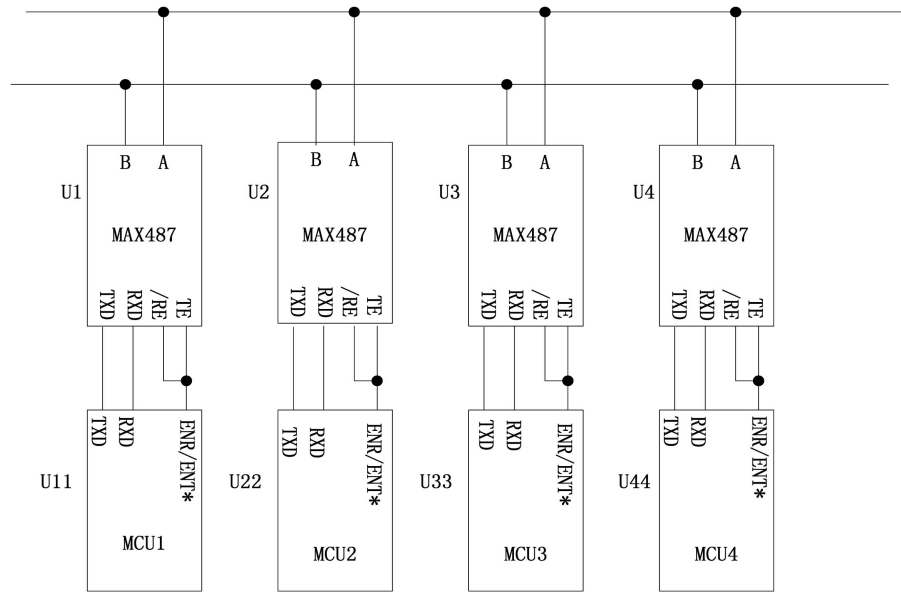 B A
B A
B A
B A
U1
U2
U3
U4
MAX487
MAX487
MAX487
MAX487
TXD RXD /RE TE
TXD RXD /RE TE
TXD RXD /RE TE
TXD RXD /RE TE
TXD RXD ENR/ENT*
TXD RXD ENR/ENT*
TXD RXD ENR/ENT*
TXD RXD ENR/ENT*
U11
U22
U33
U44
MCU1
MCU2
MCU3
MCU4